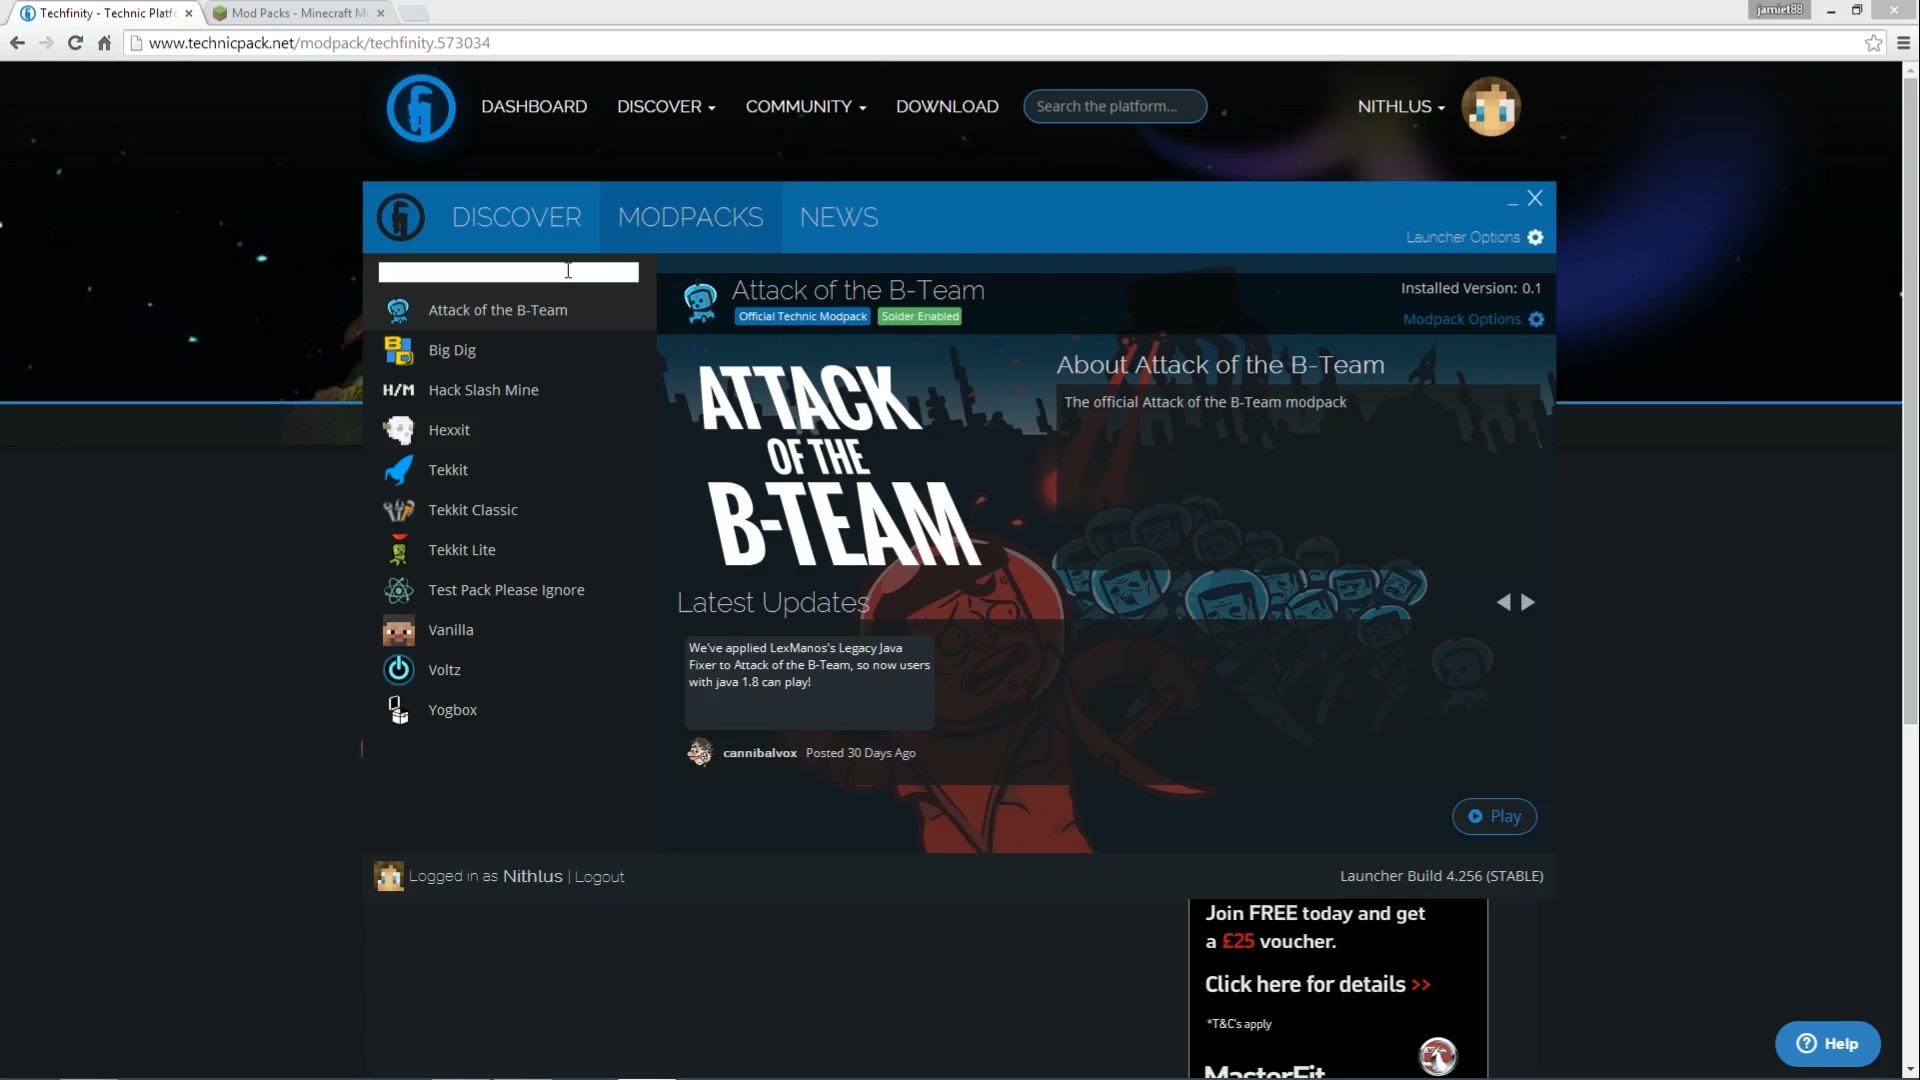 Techfinity - Technic Platf
Mod Packs - Minecraft M
jamiet88
www.technicpack.net/modpack/techfinity.573034
DASHBOARD
DISCOVER
COMMUNITY
DOWNLOAD
Search the platform...
NITHLUS
DISCOVER
MODPACKS
NEWS
Launcher Options
Attack of the B-Team
Big Dig
H/M Hack Slash Mine
Hexxit
Tekkit
Tekkit Classic
Tekkit Lite
Test Pack Please Ignore
Vanilla
Voltz
Yogbox
Attack of the B-Team
Official Technic Modpack
Solder Enabled
Installed Version: 0.1
Modpack Options
ATTACK
OF THE
B-TEAM
About Attack of the B-Team
The official Attack of the B-Team modpack
Latest Updates
We've applied LexManos's Legacy Java
Fixer to Attack of the B-Team, so now users
with java 1.8 can play!
cannibalvox Posted 30 Days Ago
Play
Logged in as Nithlus | Logout
Launcher Build 4.256 (STABLE)
Join FREE today and get
a £25 voucher.
Click here for details >>
*T&C's apply
MasterFit
Help